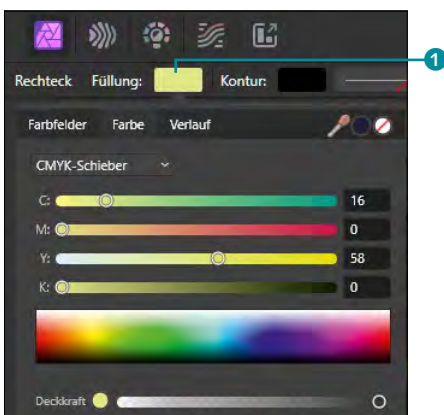 1
Rechteck Füllung: Kontur:
Farbfelder Farbe Verlauf
CMYK-Schieber
C: 16
M: 0
Y: 58
K: 0
Deckkraft